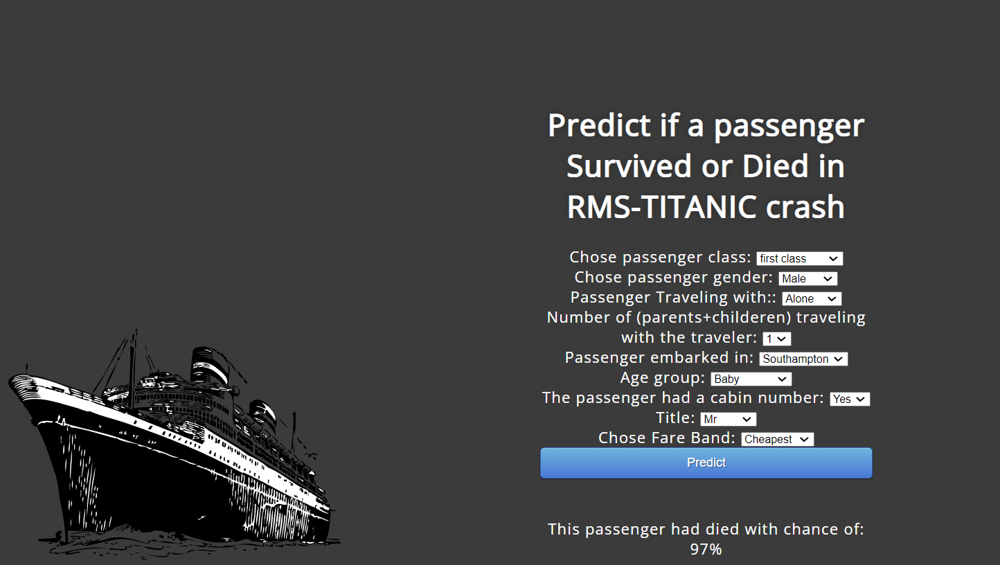 Predict if a passenger
Survived or Died in
RMS-TITANIC crash
Chose passenger class: first class
Chose passenger gender: Male
Passenger Traveling with:: Alone
Number of (parents+childeren) traveling
with the traveler: 1
Passenger embarked in: Southampton
Age group: Baby
The passenger had a cabin number: Yes
Title: Mr
Chose Fare Band: Cheapest
Predict
This passenger had died with chance of:
97%